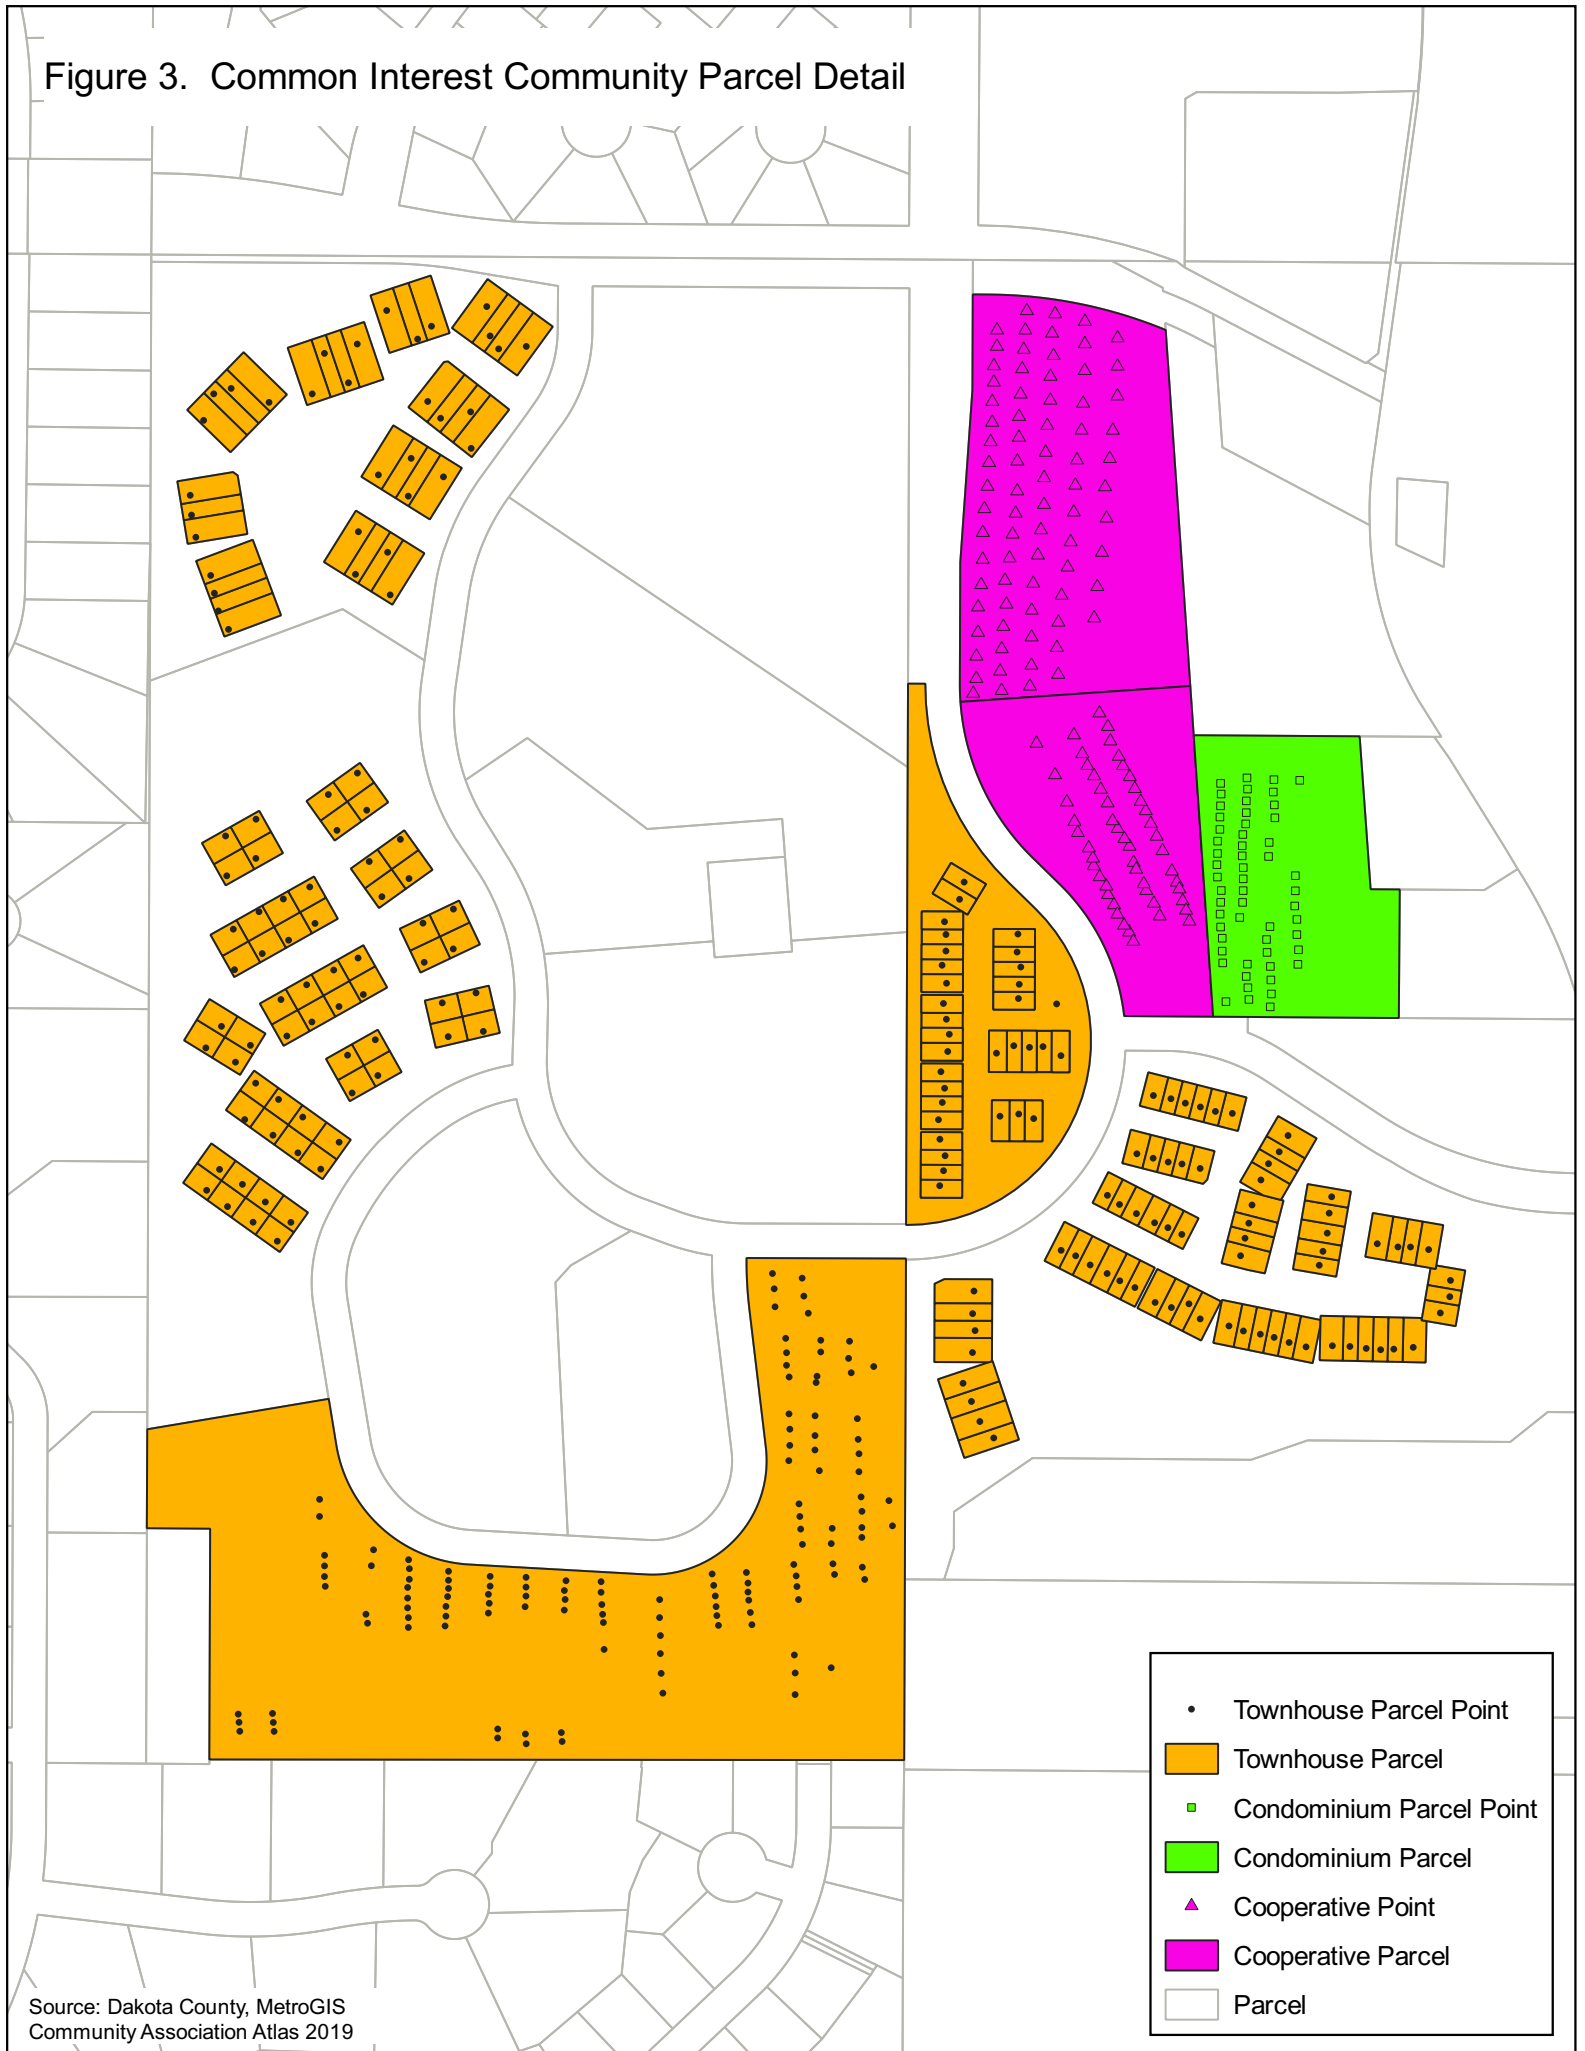 Figure 3.  Common Interest Community Parcel Detail
Townhouse Parcel Point
Townhouse Parcel
Condominium Parcel Point
Condominium Parcel
Cooperative Point
Cooperative Parcel
Parcel
Source: Dakota County, MetroGIS
Community Association Atlas 2019